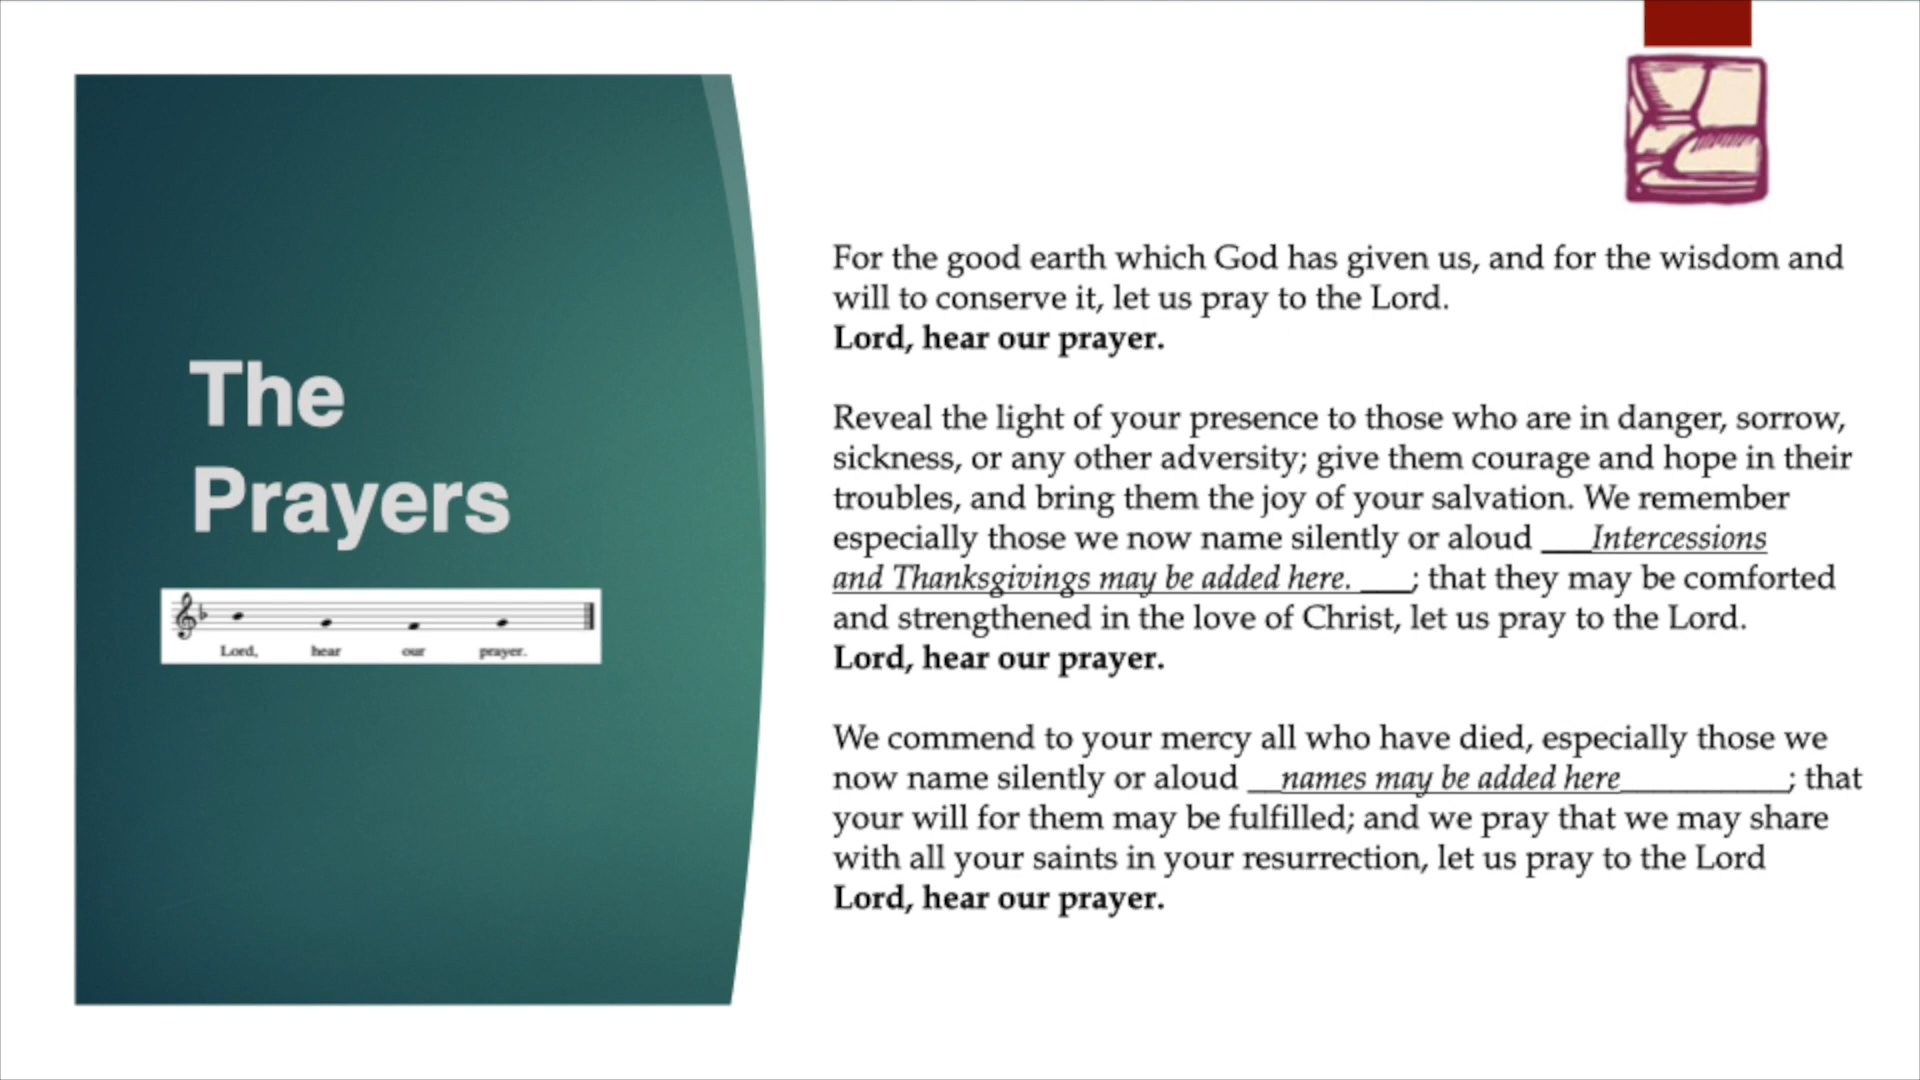 The
Prayers
Lord, hear our prayer.
For the good earth which God has given us, and for the wisdom and
will to conserve it, let us pray to the Lord.
Lord, hear our prayer.
Reveal the light of your presence to those who are in danger, sorrow,
sickness, or any other adversity; give them courage and hope in their
troubles, and bring them the joy of your salvation. We remember
especially those we now name silently or aloud ___Intercessions
and Thanksgivings may be added here. ___; that they may be comforted
and strengthened in the love of Christ, let us pray to the Lord.
Lord, hear our prayer.
We commend to your mercy all who have died, especially those we
now name silently or aloud __names may be added here__________; that
your will for them may be fulfilled; and we pray that we may share
with all your saints in your resurrection, let us pray to the Lord
Lord, hear our prayer.